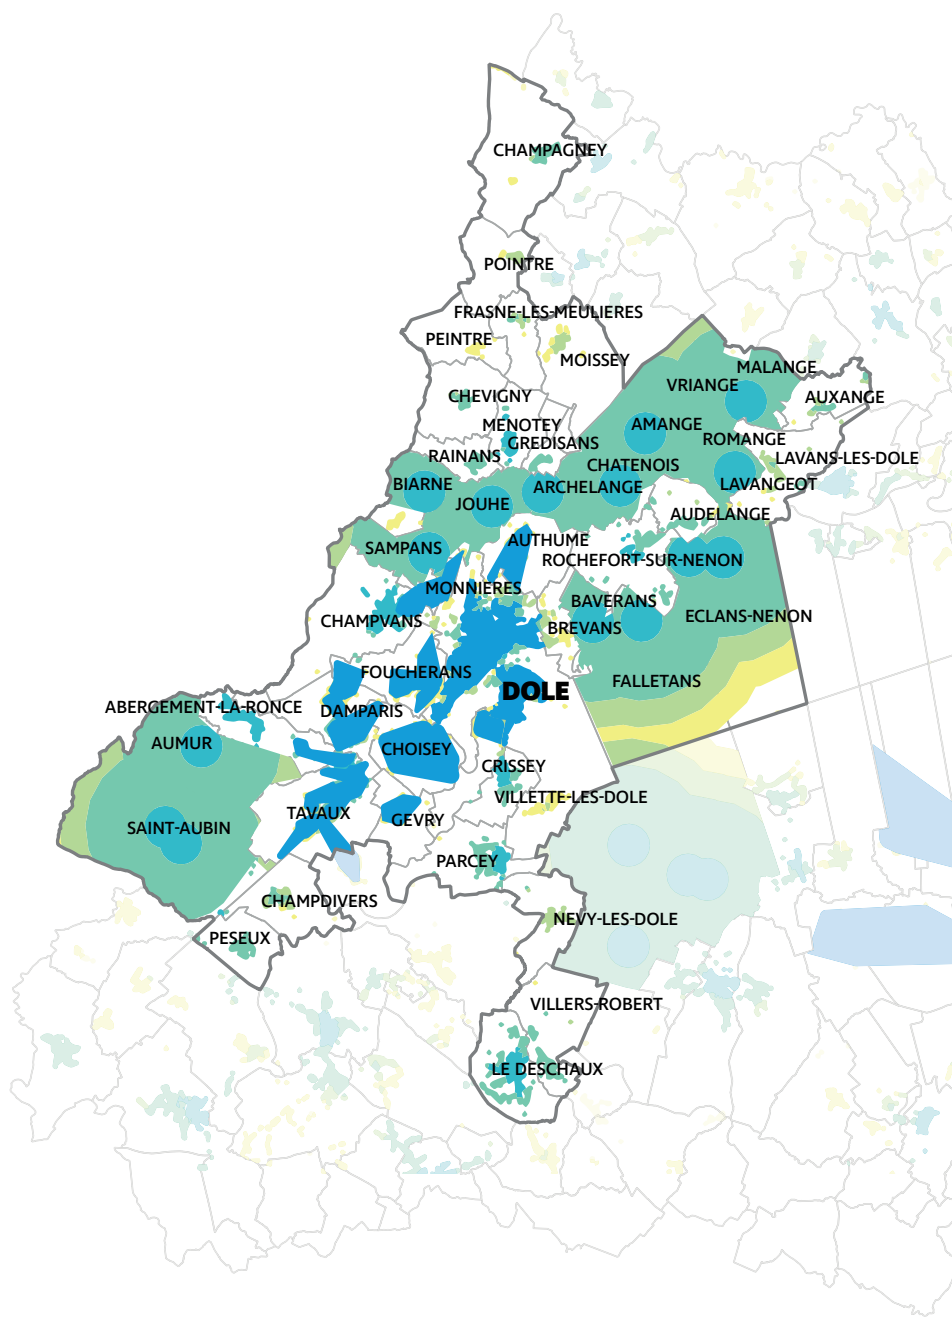 CHAMPAGNEY
POINTRE
FRASNE-LES-MEULIERES
PEINTRE
MOISSEY
MALANGE
VRIANGE
AUXANGE
CHEVIGNY
MENOTEY
AMANGE
GREDISANS
ROMANGE
RAINANS
LAVANS-LES-DOLE
CHATENOIS
BIARNE
ARCHELANGE
LAVANGEOT
JOUHE
AUDELANGE
AUTHUME
SAMPANS
ROCHEFORT-SUR-NENON
MONNIERES
BAVERANS
CHAMPVANS
ECLANS-NENON
BREVANS
FOUCHERANS
FALLETANS
DOLE
ABERGEMENT-LA-RONCE
DAMPARIS
AUMUR
CHOISEY
CRISSEY
VILLETTE-LES-DOLE
TAVAUX
GEVRY
SAINT-AUBIN
PARCEY
CHAMPDIVERS
NEVY-LES-DOLE
PESEUX
VILLERS-ROBERT
LE DESCHAUX